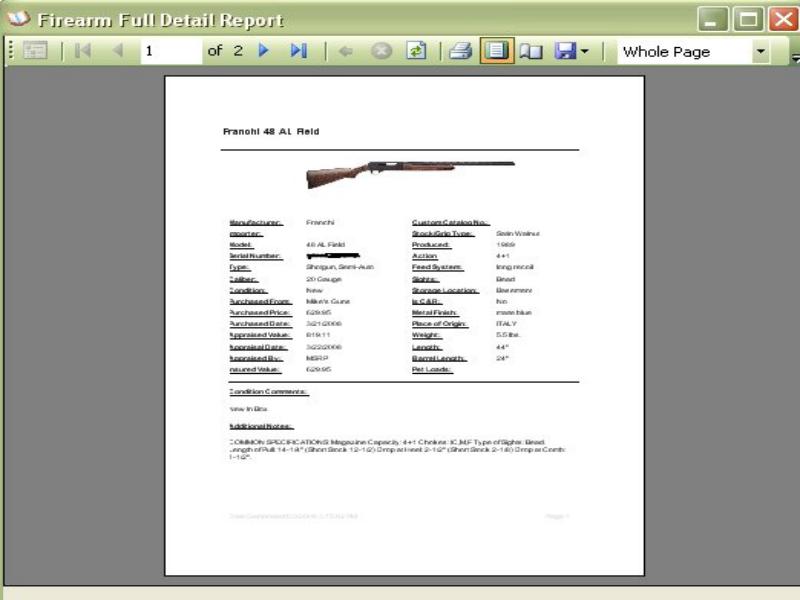 Firearm Full Detail Report
1 of 2 Whole Page
Franchi 48 AL Field
Manufacturer: Franchi Custom Catalog No.:
Importer: Stock/Grip Type: Satin Walnut
Model: 48 AL Field Produced: 1989
Serial Number: Action 4+1
Type: Shotgun, Semi-Auto Feed System: long recoil
Caliber: 20 Gauge Sights: Bead
Condition: New Storage Location: Basement
Purchased From: Mike's Guns Is C&R: No
Purchased Price: 629.95 Metal Finish: matte blue
Purchased Date: 3/21/2006 Place of Origin: ITALY
Appraised Value: 819.11 Weight: 5.5 lbs.
Appraisal Date: 3/22/2006 Length: 44"
Appraised By: MSRP Barrel Length: 24"
Insured Value: 629.95 Pet Loads:
Condition Comments:
New In Box
Additional Notes:
COMMON SPECIFICATIONS: Magazine Capacity: 4+1 Chokes: IC,M,F Type of Sights: Bead
Length of Pull: 14-1/4" (Short Stock 12-1/2) Drop at Heel: 2-1/2" (Short Stock 2-1/8) Drop at Comb:
1-1/2".
Page 1